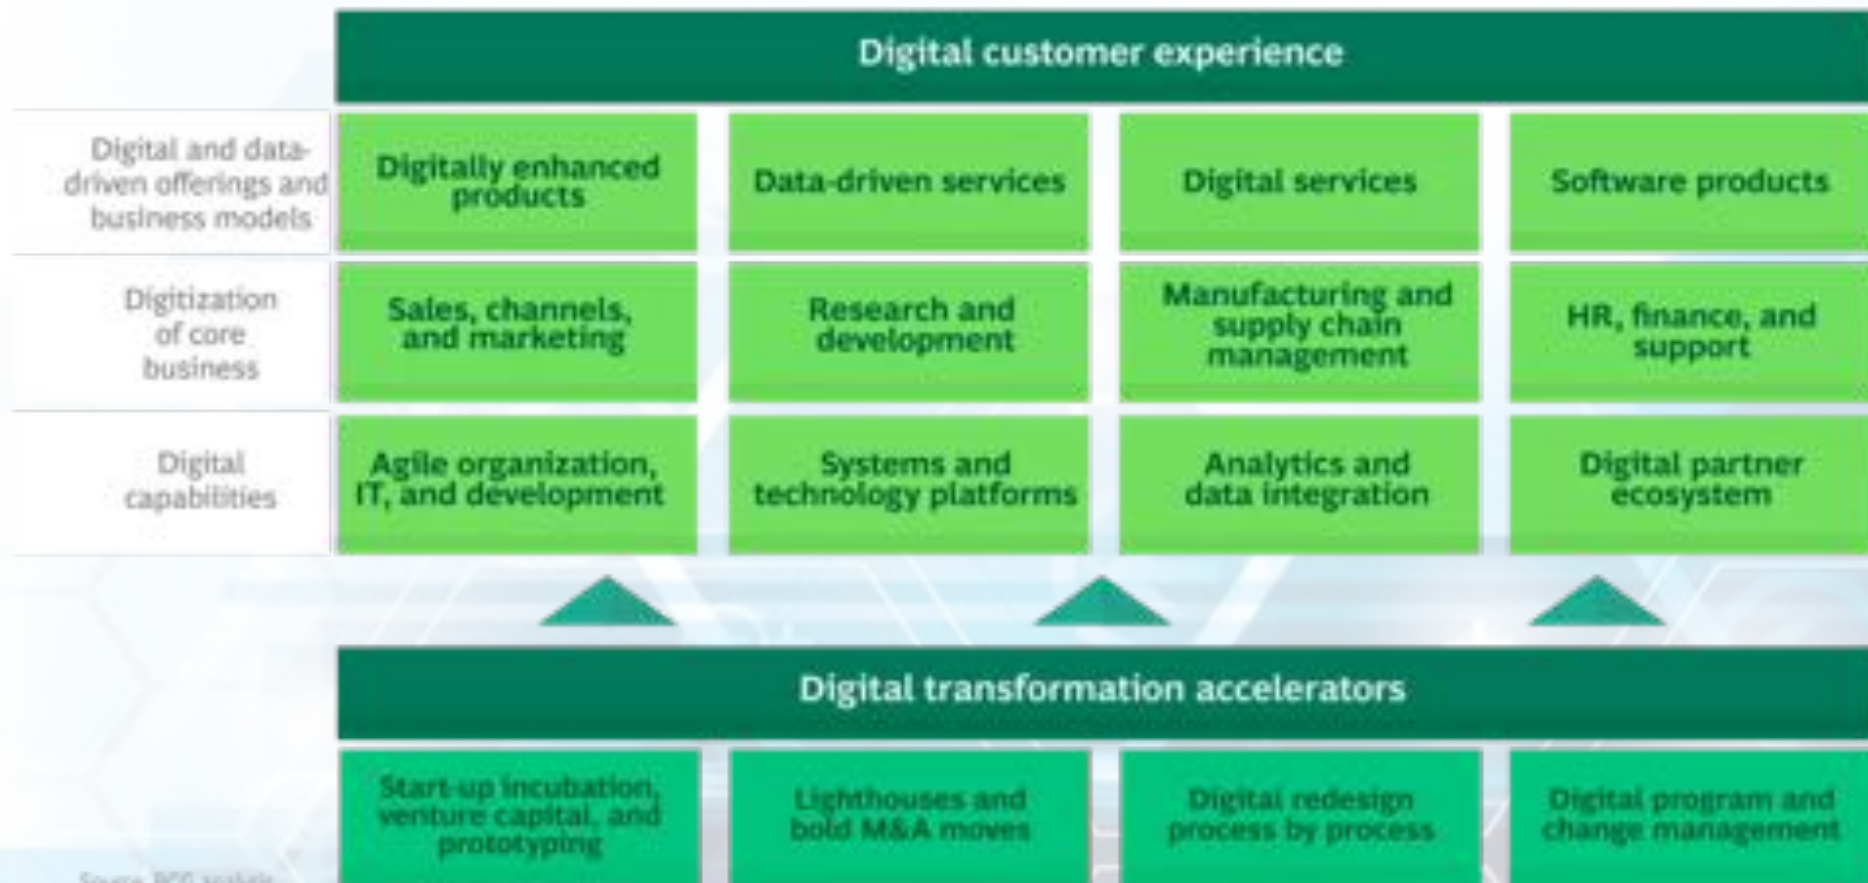 Digital customer experience
Digital and data-
driven offerings and
business models
Digitally enhanced
products
Data-driven services
Digital services
Software products
Digitization
of core
business
Sales, channels,
and marketing
Research and
development
Manufacturing and
supply chain
management
HR, finance, and
support
Digital
capabilities
Agile organization,
IT, and development
Systems and
technology platforms
Analytics and
data integration
Digital partner
ecosystem
Digital transformation accelerators
Start-up incubation,
venture capital, and
prototyping
Lighthouses and
bold M&A moves
Digital redesign
process by process
Digital program and
change management
Source: BCG analysis